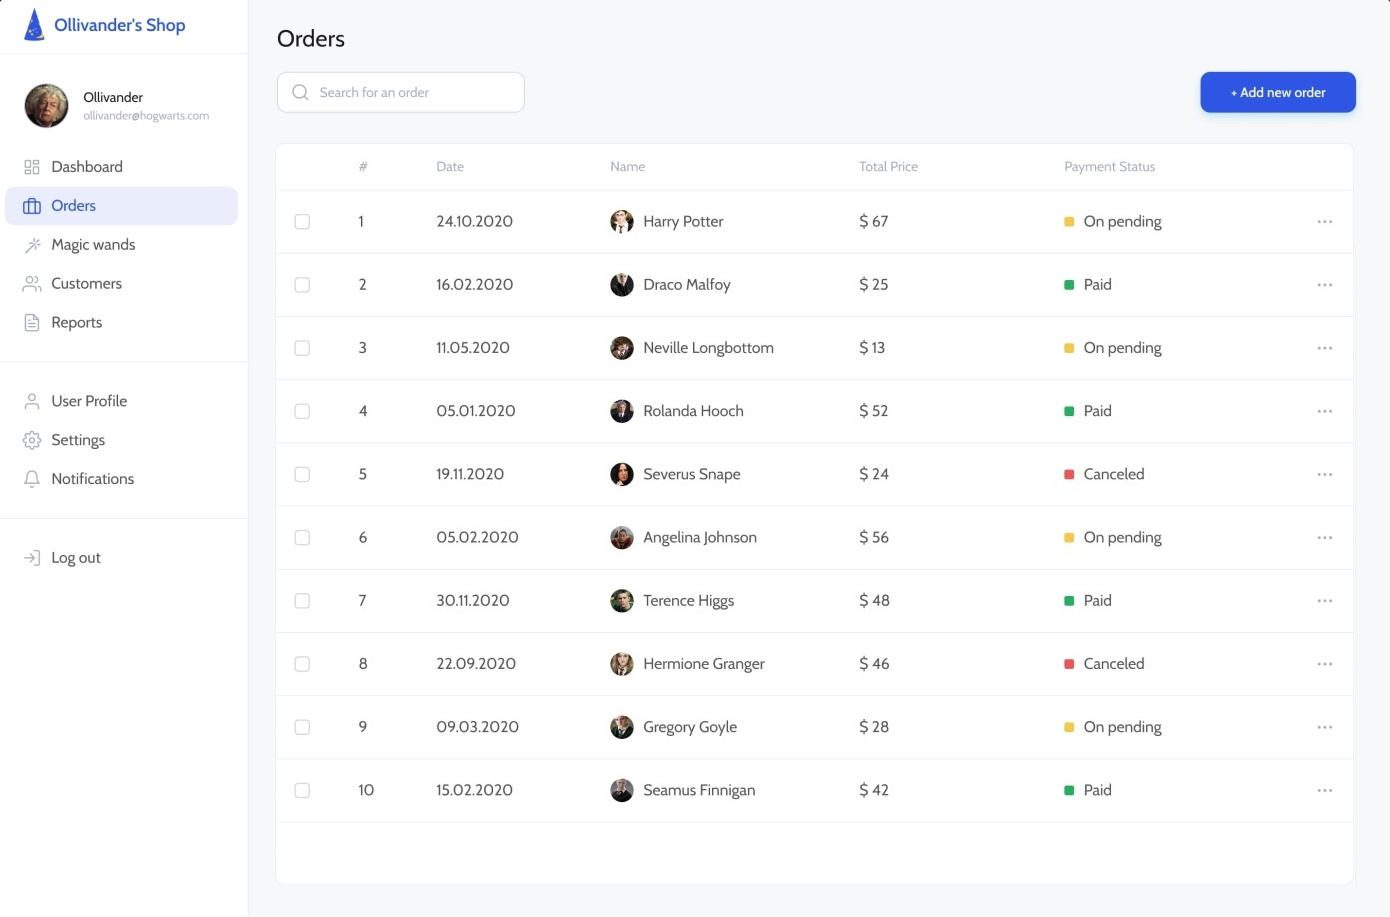 Ollivander's Shop
Ollivander
ollivander@hogwarts.com
Dashboard
Orders
Magic wands
Customers
Reports
User Profile
Settings
Notifications
Log out
Orders
Search for an order
+ Add new order
# Date Name Total Price Payment Status
1 24.10.2020 Harry Potter $ 67 On pending
2 16.02.2020 Draco Malfoy $ 25 Paid
3 11.05.2020 Neville Longbottom $ 13 On pending
4 05.01.2020 Rolanda Hooch $ 52 Paid
5 19.11.2020 Severus Snape $ 24 Canceled
6 05.02.2020 Angelina Johnson $ 56 On pending
7 30.11.2020 Terence Higgs $ 48 Paid
8 22.09.2020 Hermione Granger $ 46 Canceled
9 09.03.2020 Gregory Goyle $ 28 On pending
10 15.02.2020 Seamus Finnigan $ 42 Paid